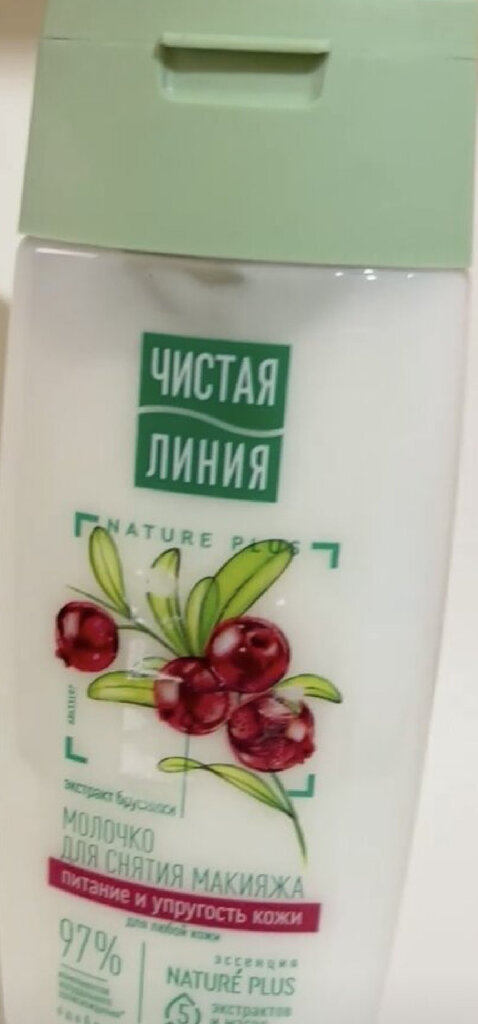 ЧИСТАЯ
ЛИНИЯ
NATURE PLUS
экстракт брусники
МОЛОЧКО
ДЛЯ СНЯТИЯ МАКИЯЖА
питание и упругость кожи
для любой кожи
97%
эссенция
NATURÉ PLUS
5 экстрактов
и масел